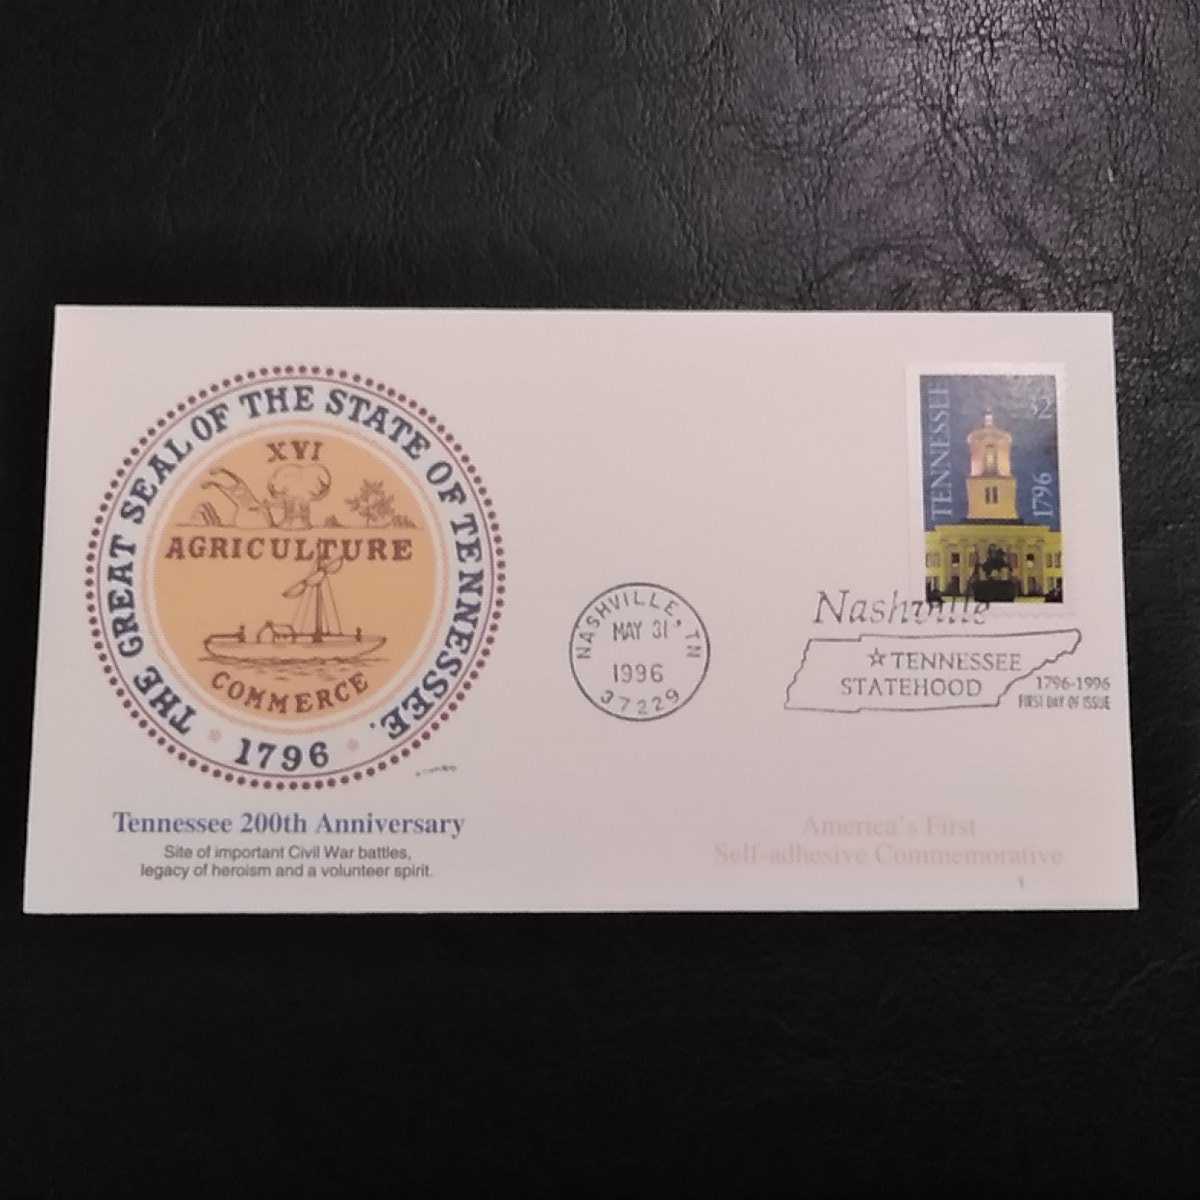 THE GREAT SEAL OF THE STATE OF TENNESSEE.
XVI
AGRICULTURE
COMMERCE
1796
Tennessee 200th Anniversary
Site of important Civil War battles,
legacy of heroism and a volunteer spirit.
NASHVILLE, TN
MAY 31
1996
37229
TENNESSEE
32
1796
Nashville
☆TENNESSEE
STATEHOOD
1796-1996
FIRST DAY OF ISSUE
America's First
Self-adhesive Commemorative